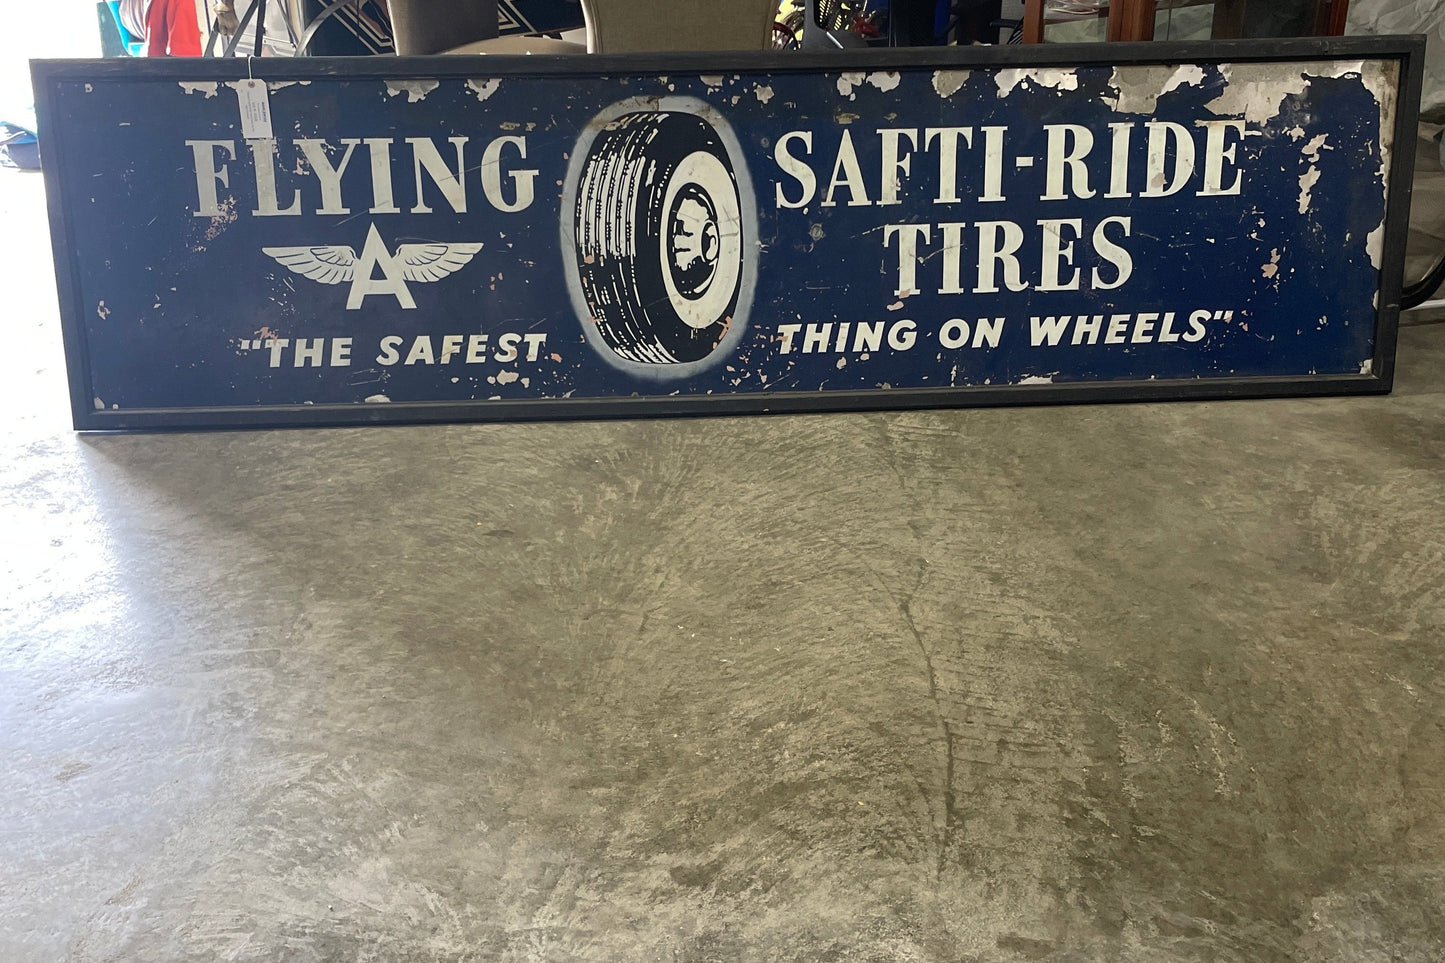 FLYING
A
"THE SAFEST
SAFTI-RIDE
TIRES
THING ON WHEELS"